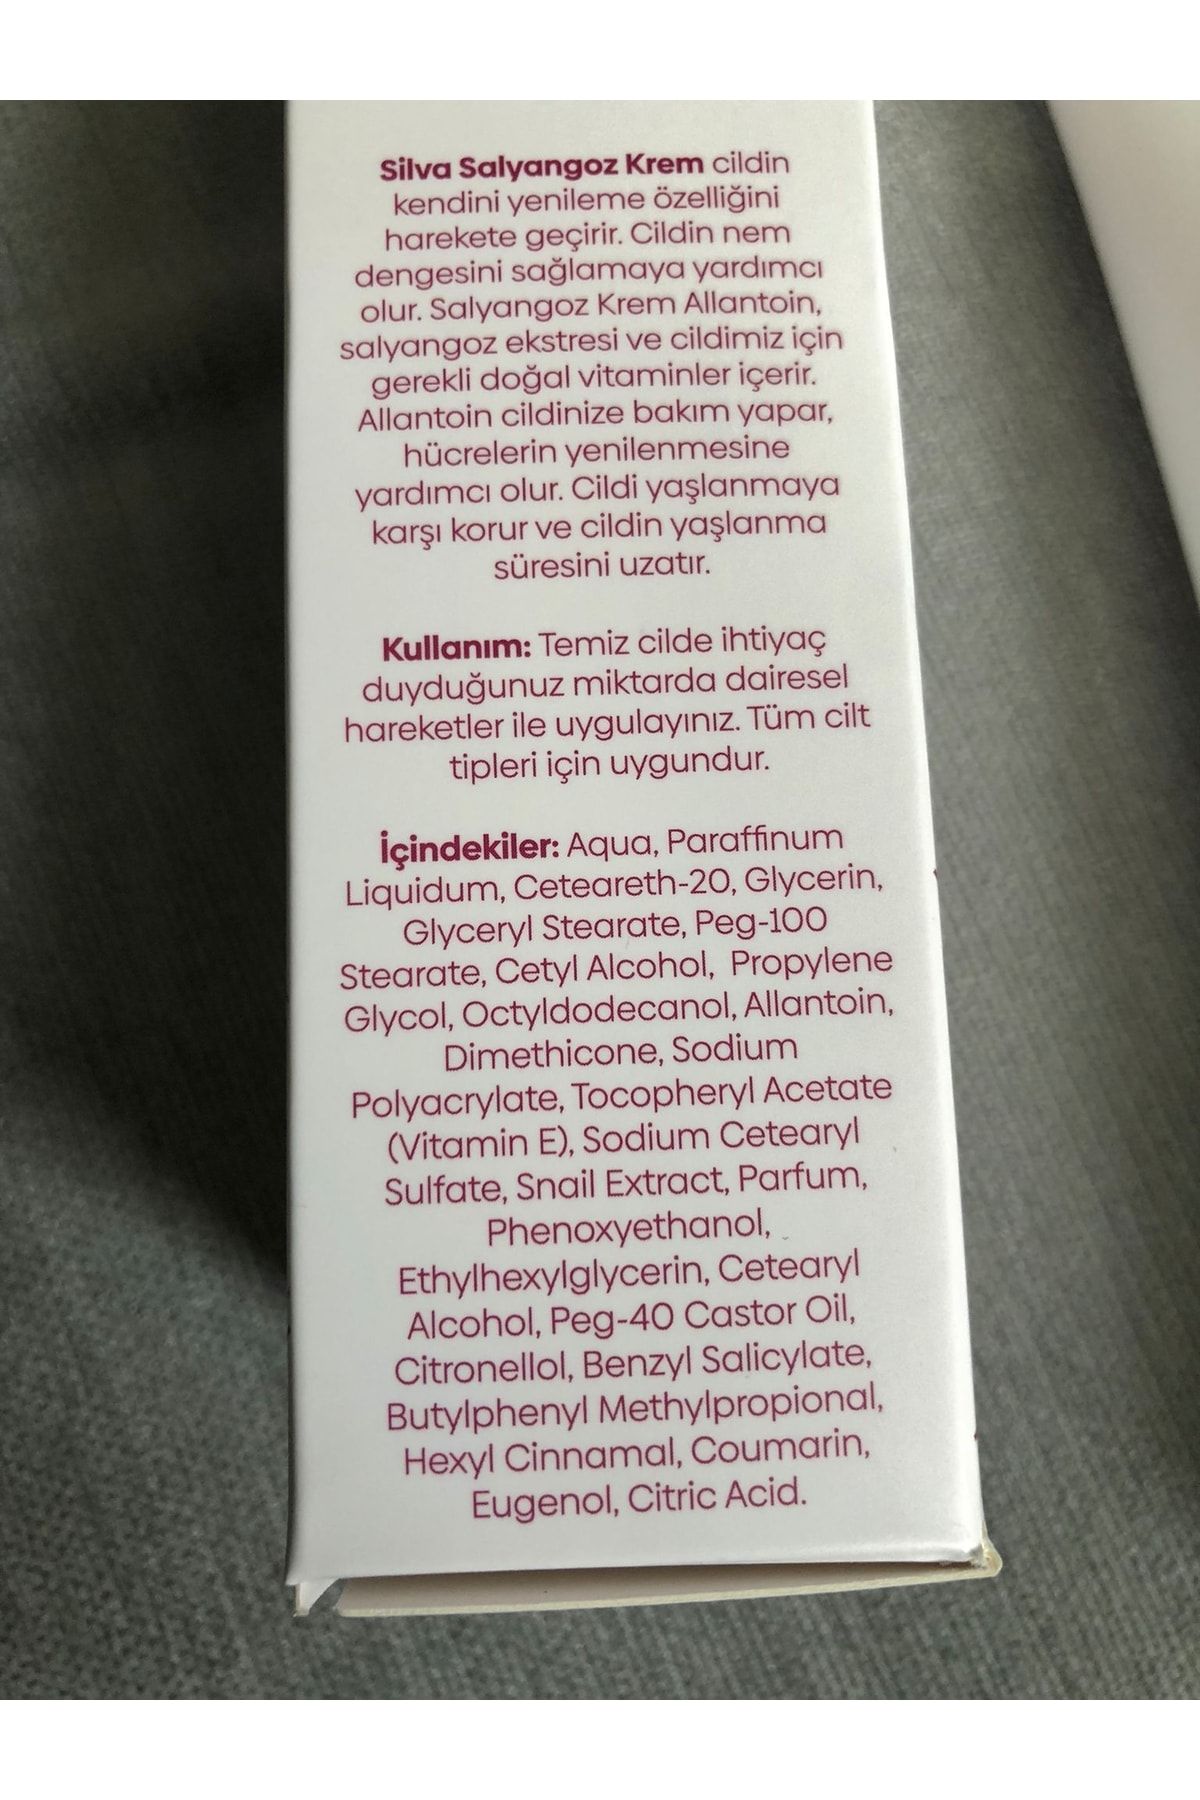 Silva Salyangoz Krem cildin
kendini yenileme özelliğini
harekete geçirir. Cildin nem
dengesini sağlamaya yardımcı
olur. Salyangoz Krem Allantoin,
salyangoz ekstresi ve cildimiz için
gerekli doğal vitaminler içerir.
Allantoin cildinize bakım yapar,
hücrelerin yenilenmesine
yardımcı olur. Cildi yaşlanmaya
karşı korur ve cildin yaşlanma
süresini uzatır.
Kullanım: Temiz cilde ihtiyaç
duyduğunuz miktarda dairesel
hareketler ile uygulayınız. Tüm cilt
tipleri için uygundur.
İçindekiler: Aqua, Paraffinum
Liquidum, Ceteareth-20, Glycerin,
Glyceryl Stearate, Peg-100
Stearate, Cetyl Alcohol, Propylene
Glycol, Octyldodecanol, Allantoin,
Dimethicone, Sodium
Polyacrylate, Tocopheryl Acetate
(Vitamin E), Sodium Cetearyl
Sulfate, Snail Extract, Parfum,
Phenoxyethanol,
Ethylhexylglycerin, Cetearyl
Alcohol, Peg-40 Castor Oil,
Citronellol, Benzyl Salicylate,
Butylphenyl Methylpropional,
Hexyl Cinnamal, Coumarin,
Eugenol, Citric Acid.